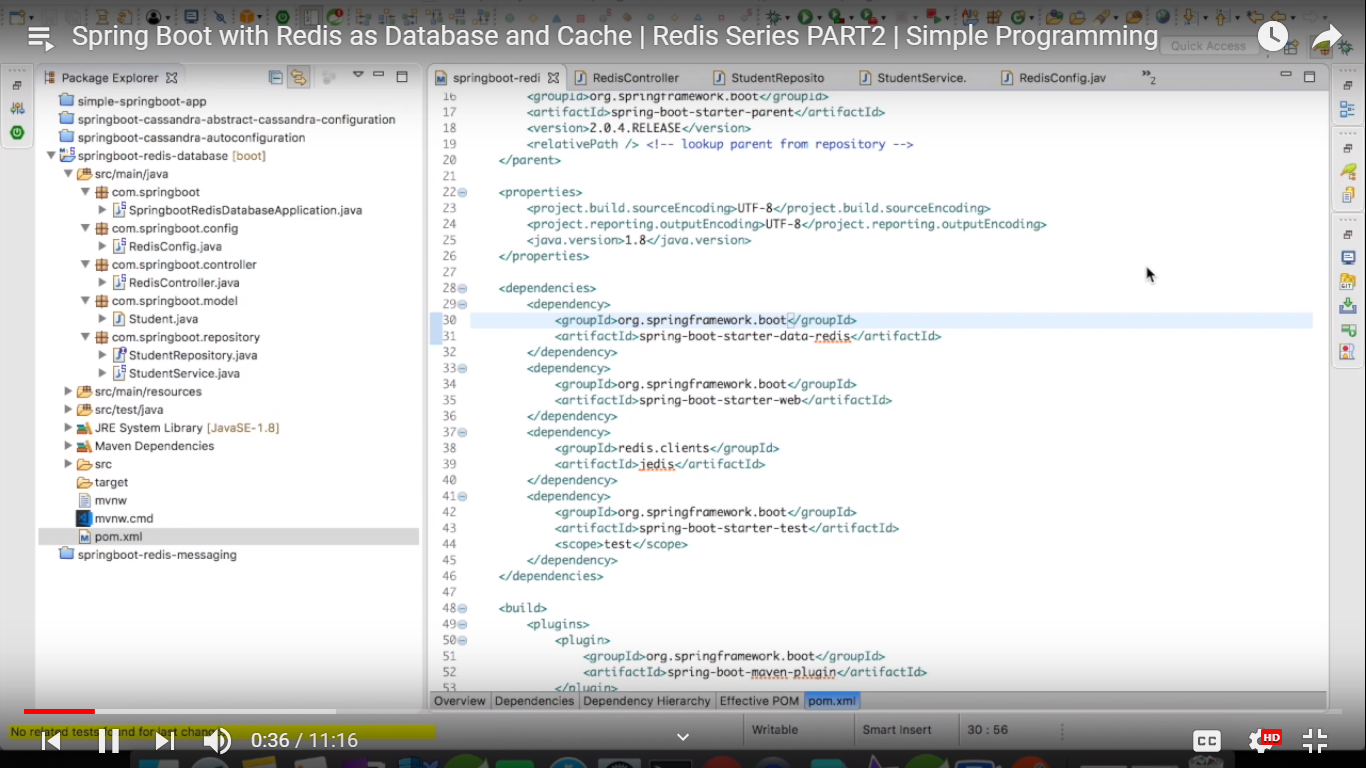 Spring Boot with Redis as Database and Cache | Redis Series PART2 | Simple Programming
Quick Access
Package Explorer
simple-springboot-app
springboot-cassandra-abstract-cassandra-configuration
springboot-cassandra-autoconfiguration
springboot-redis-database [boot]
src/main/java
com.springboot
SpringbootRedisDatabaseApplication.java
com.springboot.config
RedisConfig.java
com.springboot.controller
RedisController.java
com.springboot.model
Student.java
com.springboot.repository
StudentRepository.java
StudentService.java
src/main/resources
src/test/java
JRE System Library [JavaSE-1.8]
Maven Dependencies
src
target
mvnw
mvnw.cmd
pom.xml
springboot-redis-messaging
springboot-redi RedisController StudentReposito StudentService. RedisConfig.jav »2
16 <groupId>org.springframework.boot</groupId>
17 <artifactId>spring-boot-starter-parent</artifactId>
18 <version>2.0.4.RELEASE</version>
19 <relativePath /> <!-- lookup parent from repository -->
20 </parent>
21
22 <properties>
23 <project.build.sourceEncoding>UTF-8</project.build.sourceEncoding>
24 <project.reporting.outputEncoding>UTF-8</project.reporting.outputEncoding>
25 <java.version>1.8</java.version>
26 </properties>
27
28 <dependencies>
29 <dependency>
30 <groupId>org.springframework.boot</groupId>
31 <artifactId>spring-boot-starter-data-redis</artifactId>
32 </dependency>
33 <dependency>
34 <groupId>org.springframework.boot</groupId>
35 <artifactId>spring-boot-starter-web</artifactId>
36 </dependency>
37 <dependency>
38 <groupId>redis.clients</groupId>
39 <artifactId>jedis</artifactId>
40 </dependency>
41 <dependency>
42 <groupId>org.springframework.boot</groupId>
43 <artifactId>spring-boot-starter-test</artifactId>
44 <scope>test</scope>
45 </dependency>
46 </dependencies>
47
48 <build>
49 <plugins>
50 <plugin>
51 <groupId>org.springframework.boot</groupId>
52 <artifactId>spring-boot-maven-plugin</artifactId>
53 </plugin>
Overview Dependencies Dependency Hierarchy Effective POM pom.xml
No related tests found for last change
Writable Smart Insert 30 : 56
0:36 / 11:16
CC HD